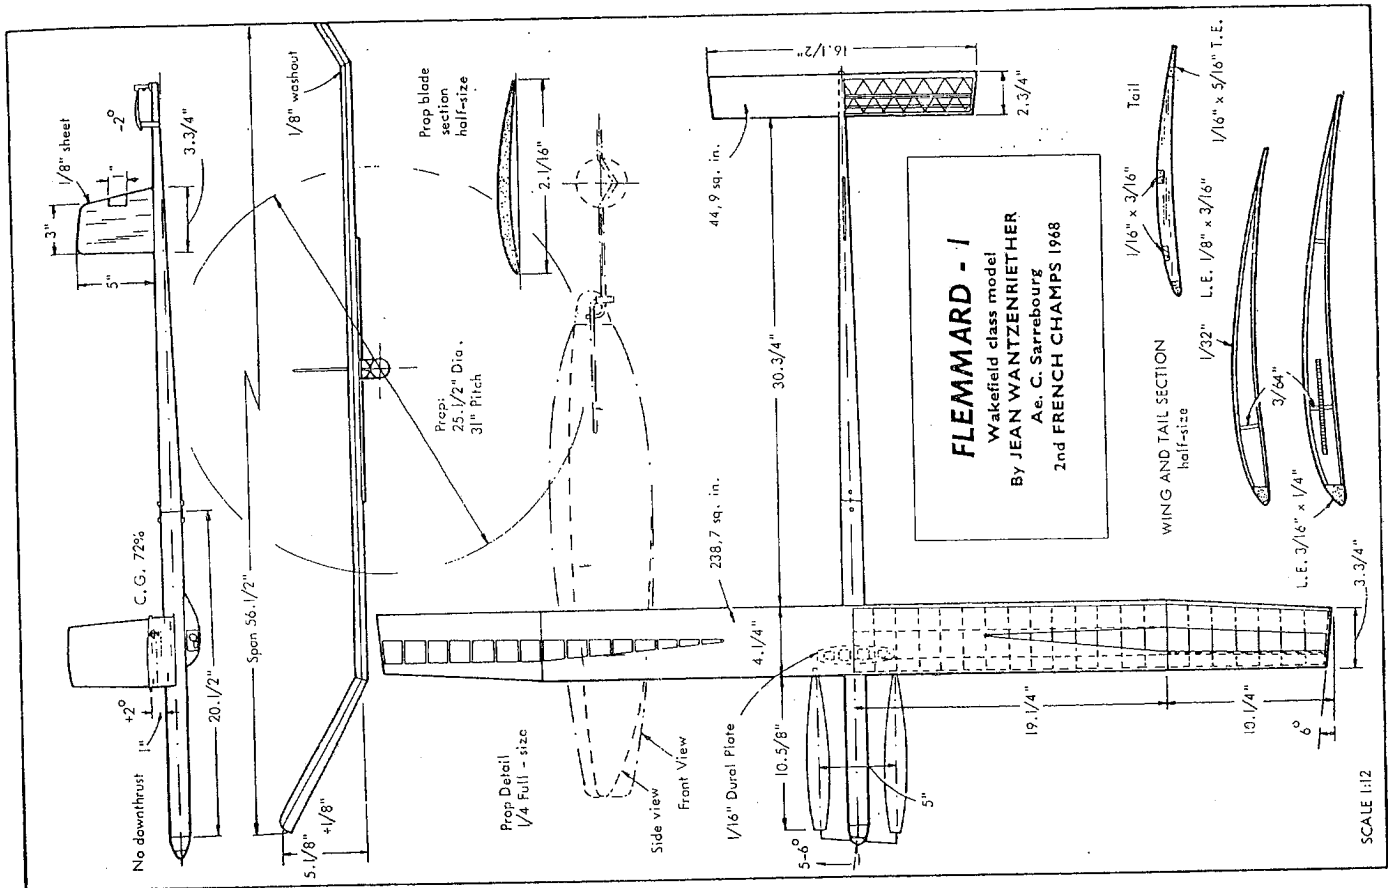 FLEMMARD - 1
Wakefield class model
By JEAN WANTZENRIETHER
Ae. C. Sarrebourg
2nd FRENCH CHAMPS 1968
No downthrust
1"
+2°
20.1/2"
C.G. 72%
5"
3"
1/8" sheet
3.3/4"
-2°
5.1/8"
+1/8"
Span 56.1/2"
1/8" washout
Prop:
25.1/2" Dia.
31" Pitch
Prop blade
section
half-size
2.1/16"
Prop Detail
1/4 Full - size
Side view
Front View
1/16" Dural Plate
238,7 sq. in.
44,9 sq. in.
16.1/2"
2.3/4"
30.3/4"
4.1/4"
10.5/8"
5-6°
5"
19.1/4"
10.1/4"
6°
3.3/4"
WING AND TAIL SECTION
half-size
Tail
1/16" x 3/16"
1/16" x 5/16" T.E.
L.E. 1/8" x 3/16"
1/32"
3/64"
L.E. 3/16" x 1/4"
SCALE 1:12